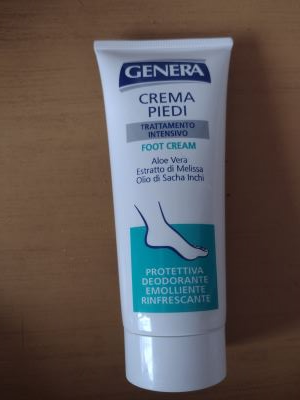 GENERA
CREMA
PIEDI
TRATTAMENTO
INTENSIVO
FOOT CREAM
Aloe Vera
Estratto di Melissa
Olio di Sacha Inchi
PROTETTIVA
DEODORANTE
EMOLLIENTE
RINFRESCANTE